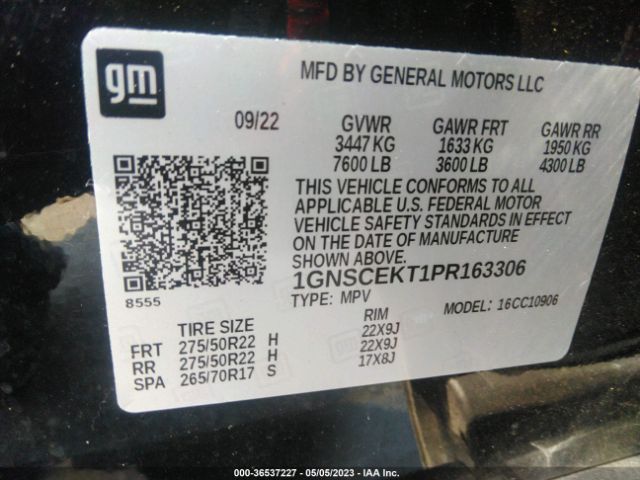 gm
MFD BY GENERAL MOTORS LLC
09/22 GVWR GAWR FRT GAWR RR
3447 KG 1633 KG 1950 KG
7600 LB 3600 LB 4300 LB
THIS VEHICLE CONFORMS TO ALL
APPLICABLE U.S. FEDERAL MOTOR
VEHICLE SAFETY STANDARDS IN EFFECT
ON THE DATE OF MANUFACTURE
SHOWN ABOVE.
1GNSCEKT1PR163306
8555
TYPE: MPV MODEL: 16CC10906
TIRE SIZE RIM
FRT 275/50R22 H 22X9J
RR 275/50R22 H 22X9J
SPA 265/70R17 S 17X8J
000-36537227 - 05/05/2023 - IAA Inc.